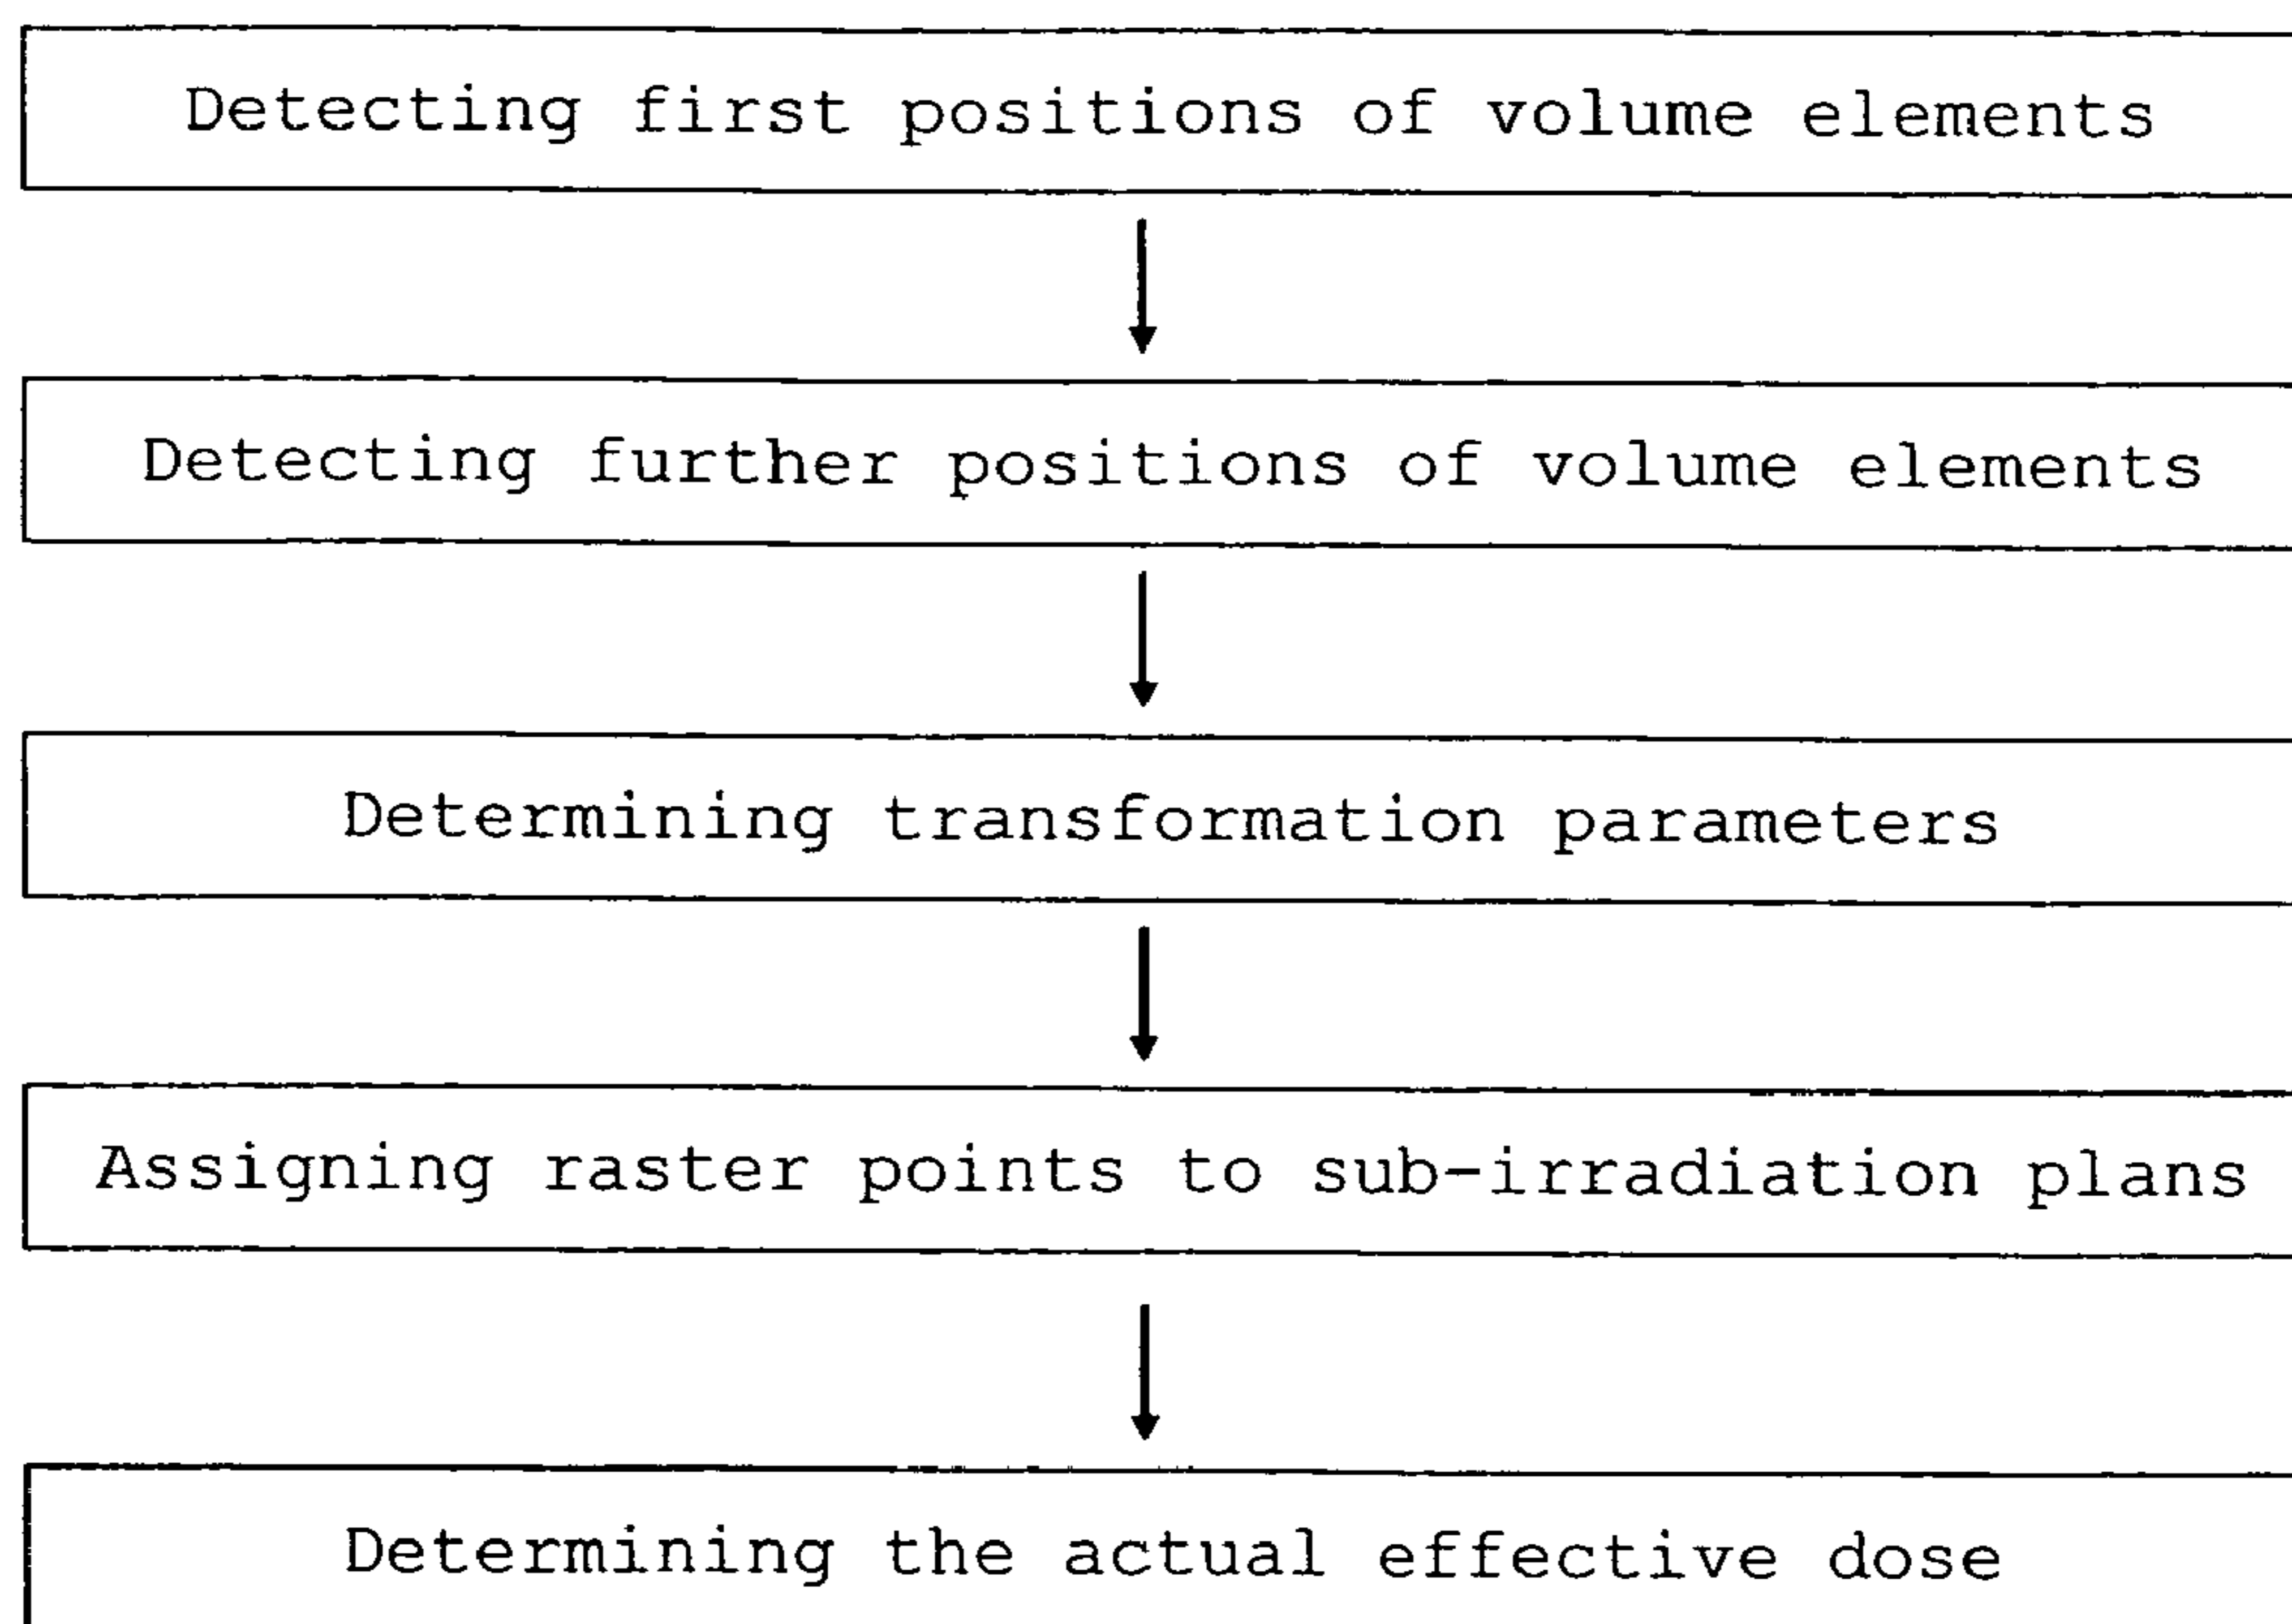 Detecting first positions of volume elements
Detecting further positions of volume elements
Determining transformation parameters
Assigning raster points to sub-irradiation plans
Determining the actual effective dose